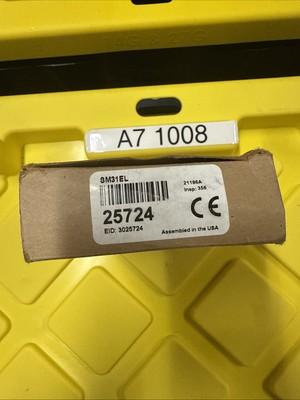 A7 1008
SM31EL
21196A
Insp: 356
25724
CE
EID: 3025724
Assembled in the USA